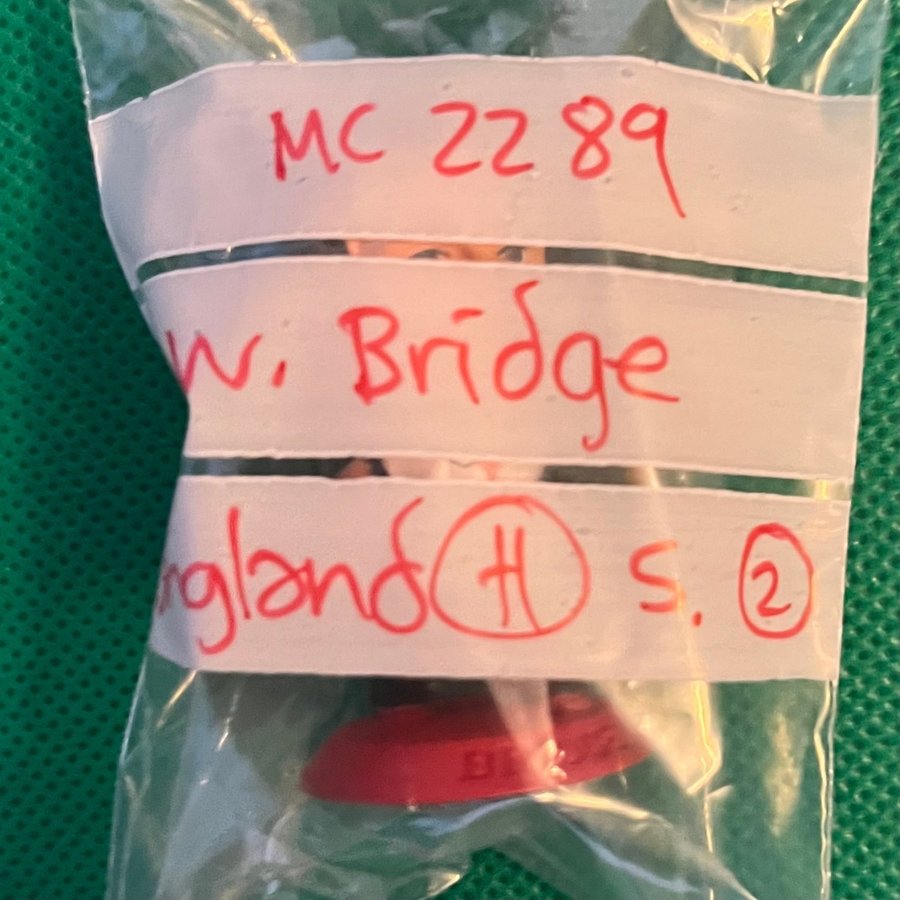 MC 2289
W. Bridge
ngland H S. 2